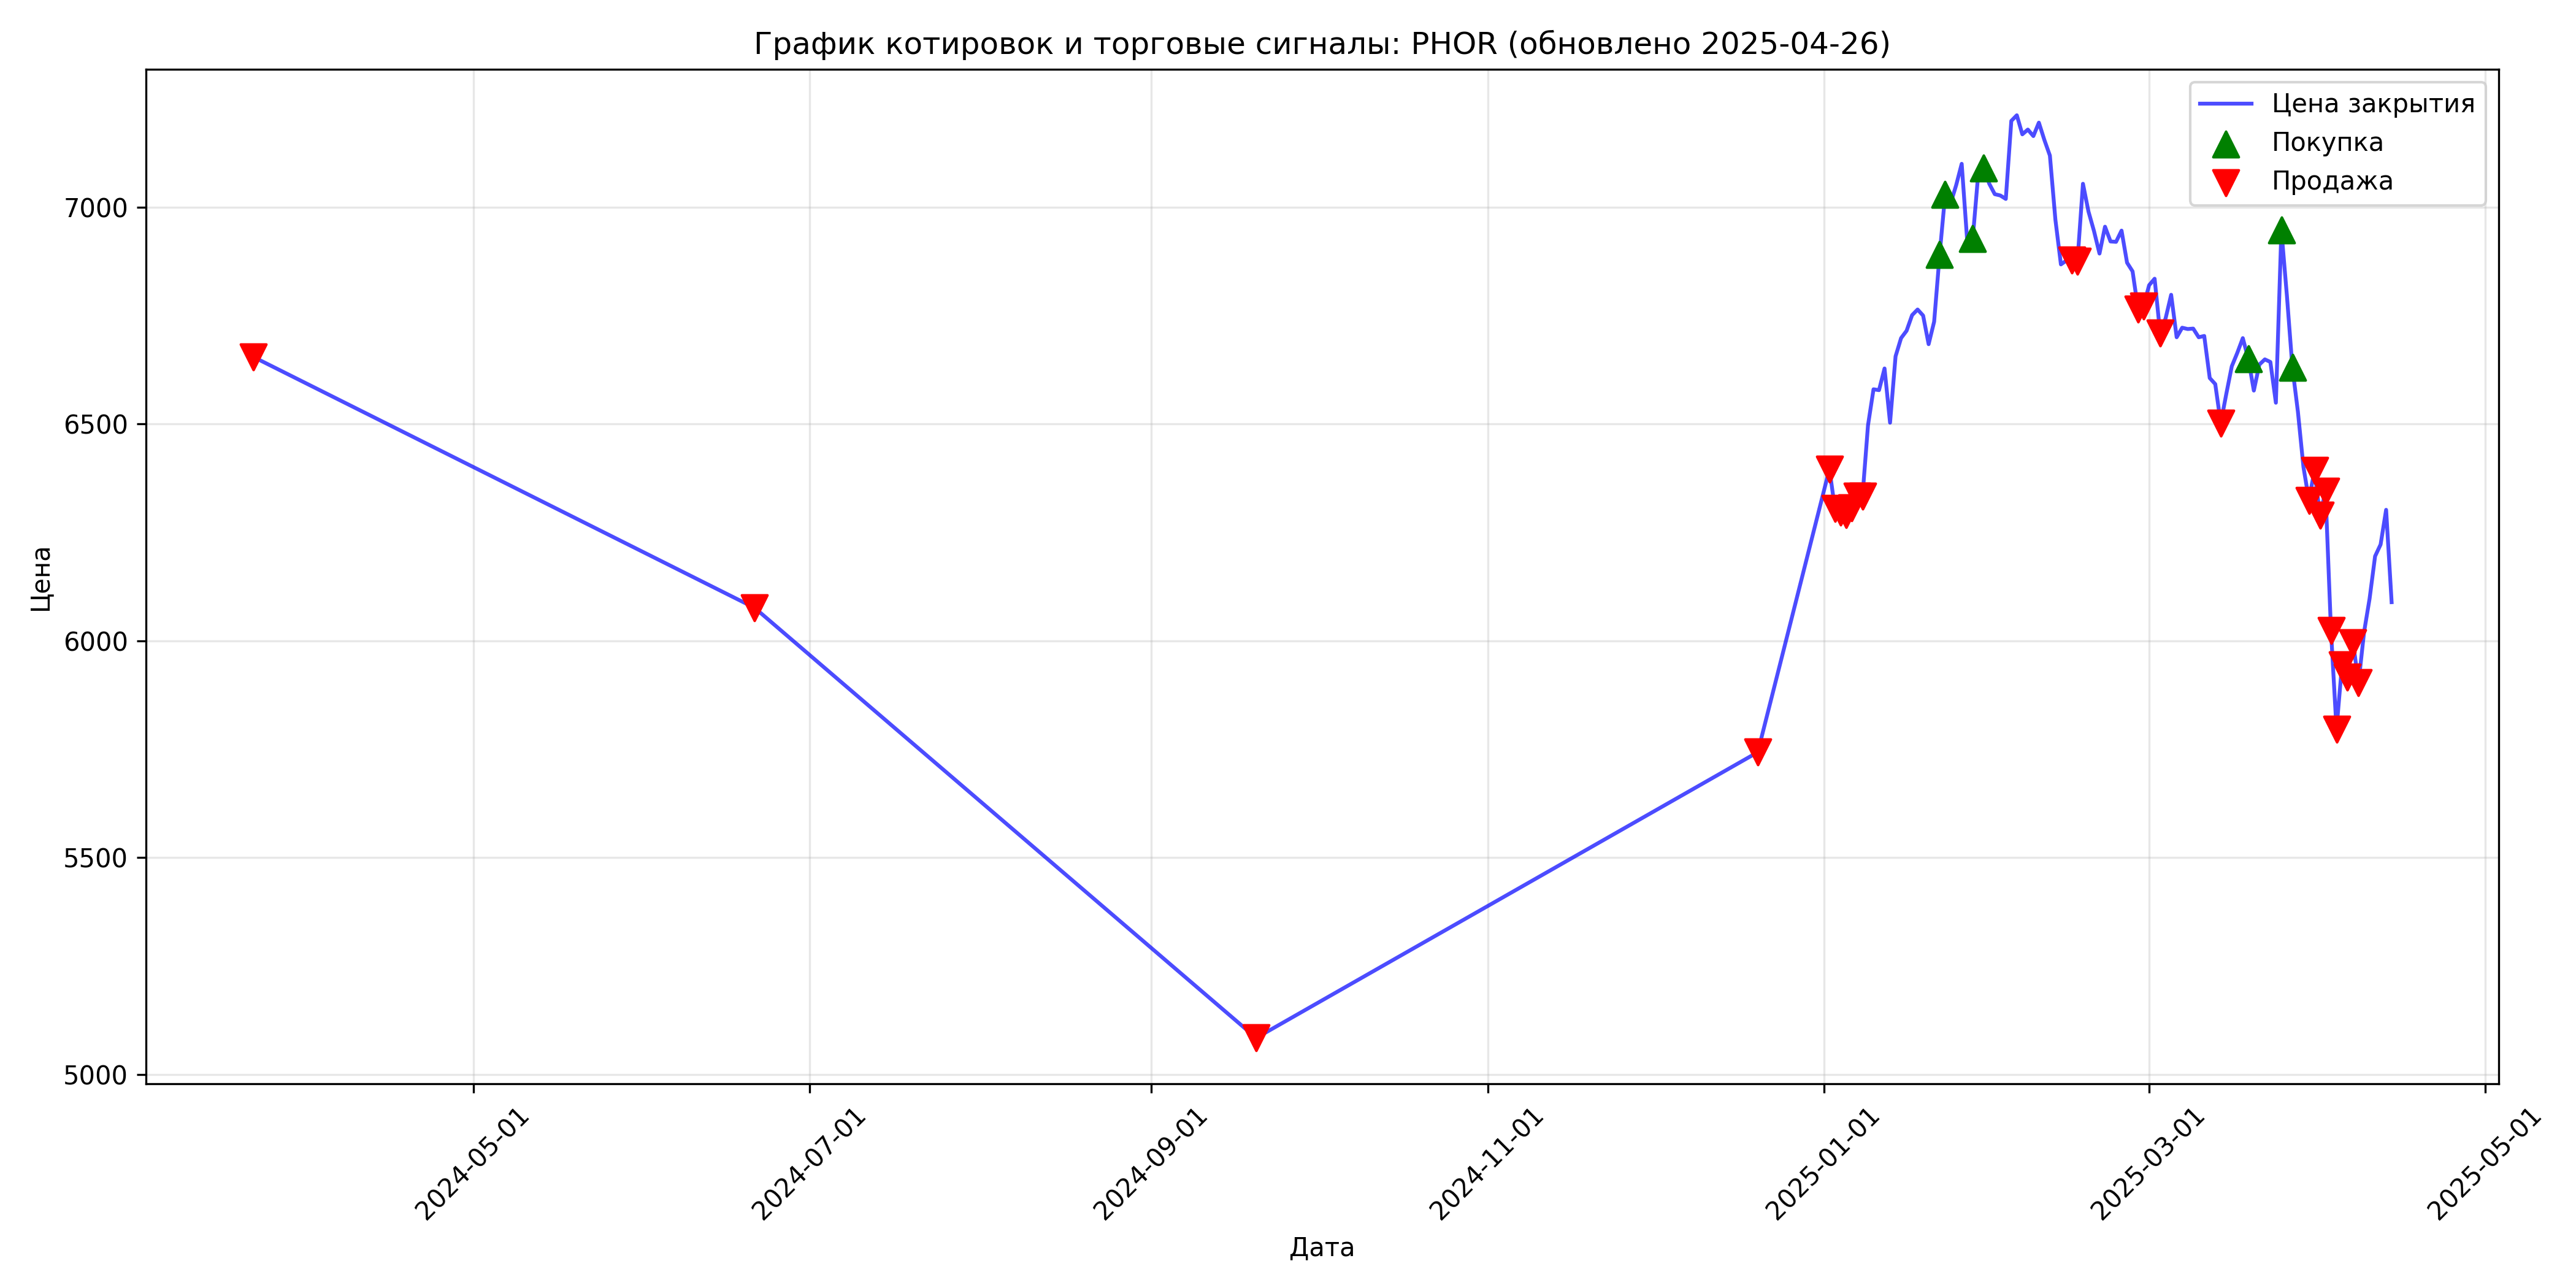 График котировок и торговые сигналы: PHOR (обновлено 2025-04-26)
Цена закрытия
Покупка
Продажа
Цена
7000
6500
6000
5500
5000
2024-05-01
2024-07-01
2024-09-01
2024-11-01
2025-01-01
2025-03-01
2025-05-01
Дата